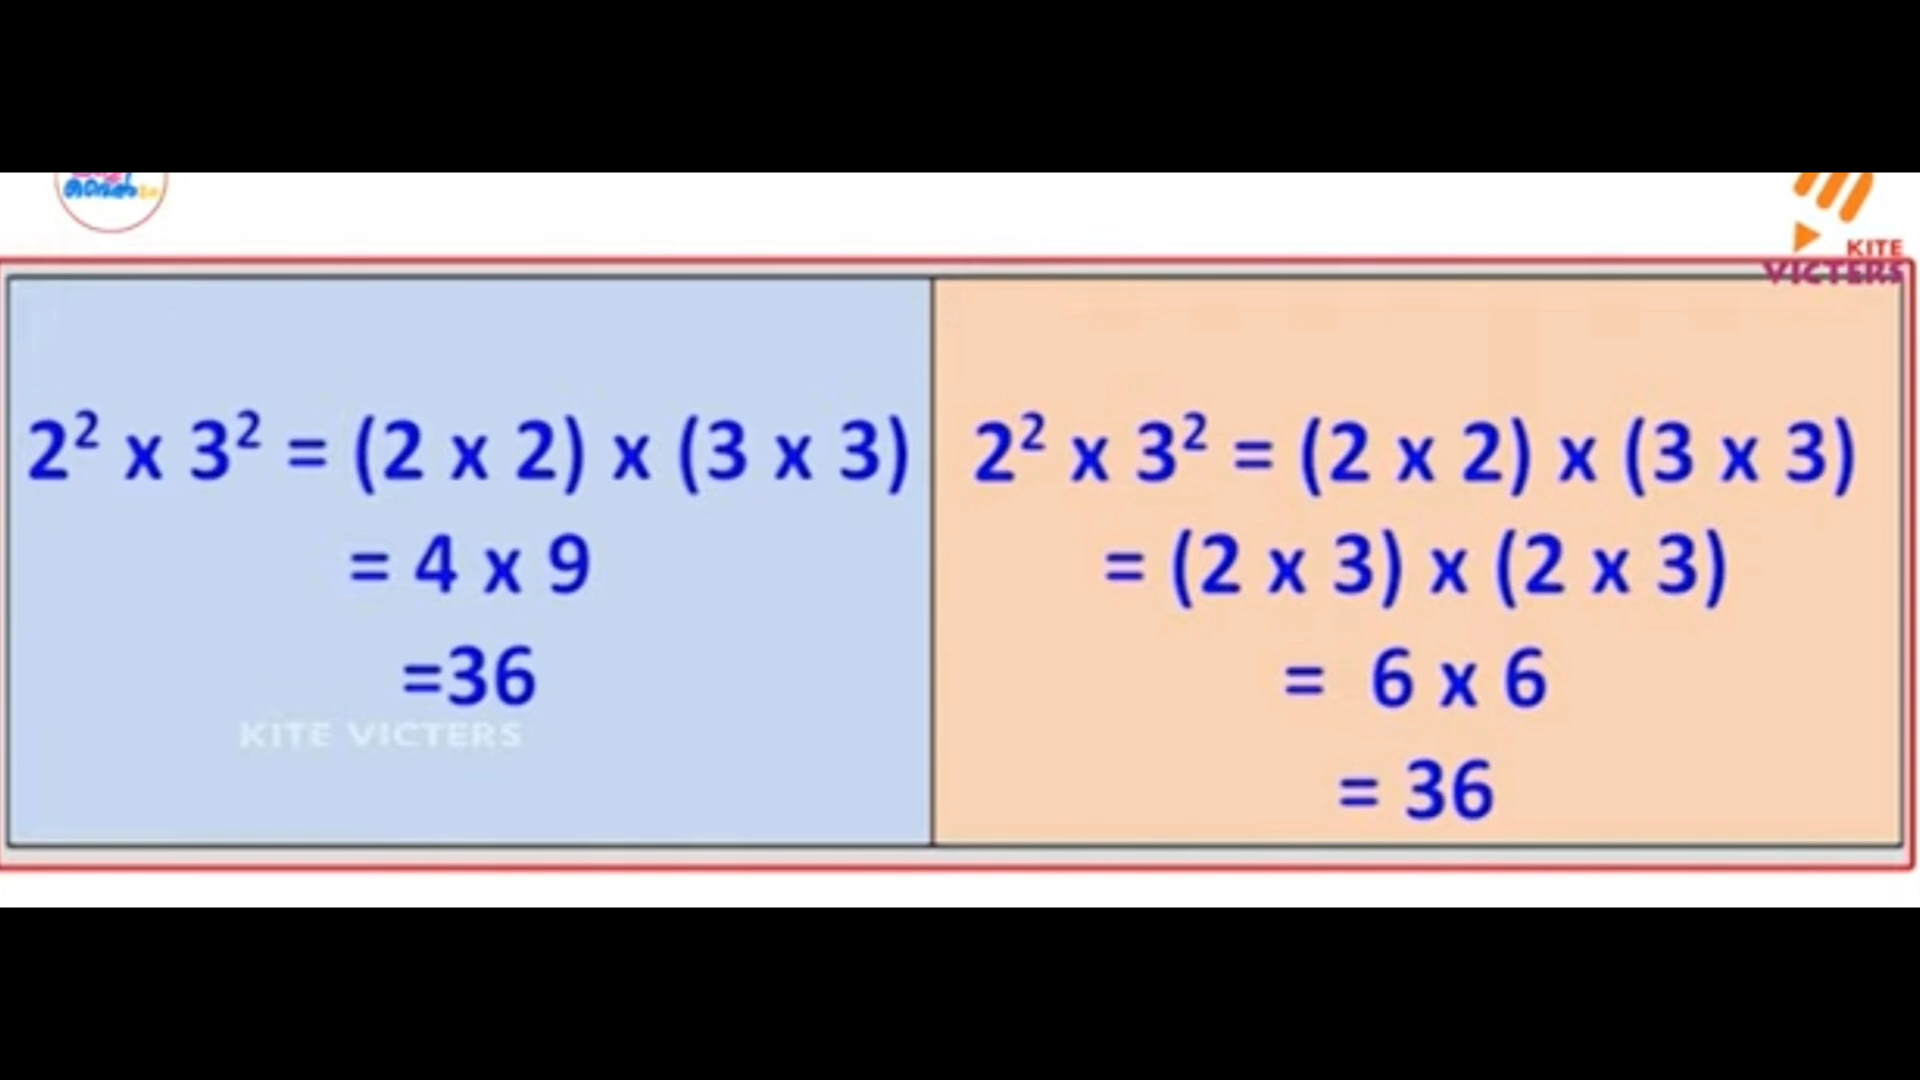 KITE
VICTERS
2² x 3² = (2 x 2) x (3 x 3)
= 4 x 9
=36
KITE VICTERS
2² x 3² = (2 x 2) x (3 x 3)
= (2 x 3) x (2 x 3)
= 6 x 6
= 36